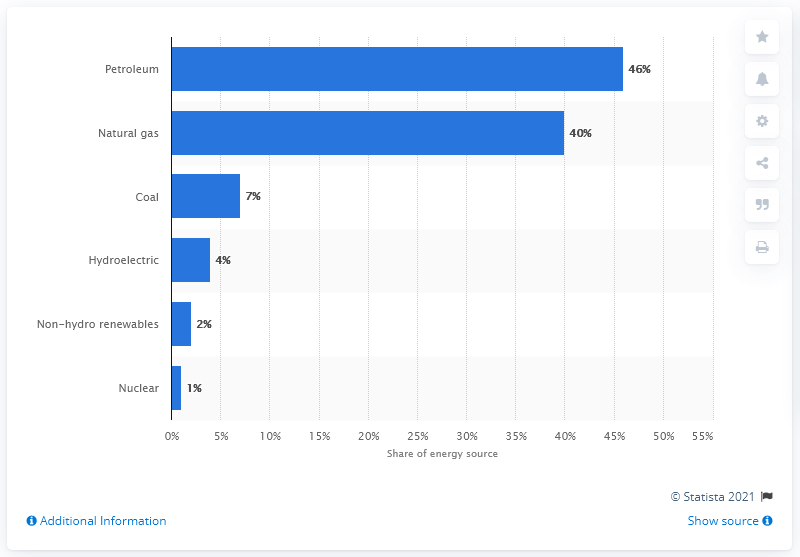 Petroleum 46%
Natural gas 40%
Coal 7%
Hydroelectric 4%
Non-hydro renewables 2%
Nuclear 1%
0% 5% 10% 15% 20% 25% 30% 35% 40% 45% 50% 55%
Share of energy source
© Statista 2021
Additional Information Show source